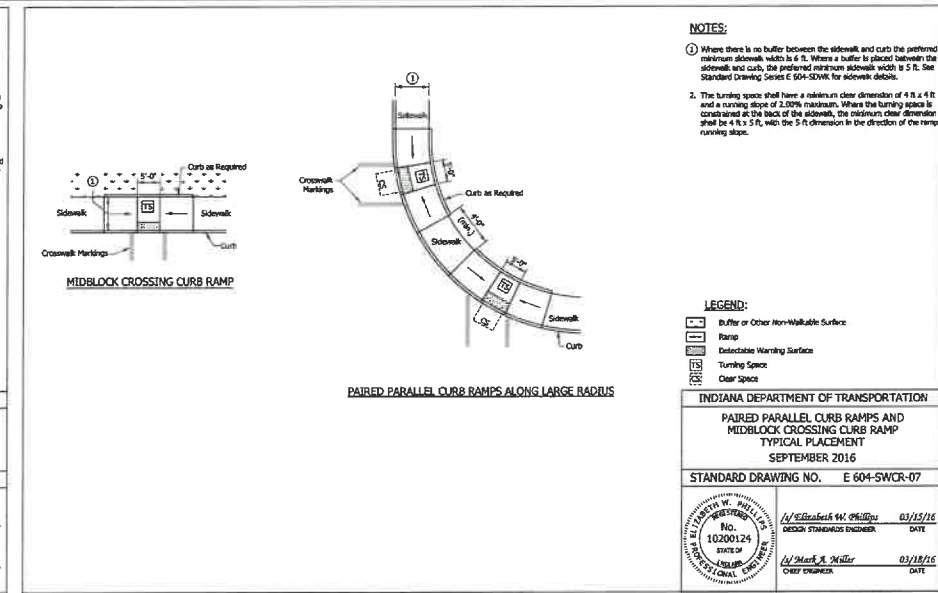 NOTES:
① Where there is no buffer between the sidewalk and curb the preferred
minimum sidewalk width is 6 ft. Where a buffer is placed between the
sidewalk and curb, the preferred minimum sidewalk width is 5 ft. See
Standard Drawing Series E 604-SDWK for sidewalk details.
2. The turning space shall have a minimum clear dimension of 4 ft x 4 ft
and a running slope of 2.00% maximum. Where the turning space is
constrained at the back of the sidewalk, the minimum clear dimension
shall be 4 ft x 5 ft, with the 5 ft dimension in the direction of the ramp
running slope.
①
5'-0"
Curb as Required
Sidewalk
TS
Sidewalk
Crosswalk Markings
Curb
MIDBLOCK CROSSING CURB RAMP
①
Sidewalk
Crosswalk
Markings
CS
TS
5'-0"
Curb as Required
Sidewalk
4'-0"
(min.)
5'-0"
TS
CS
Sidewalk
Curb
PAIRED PARALLEL CURB RAMPS ALONG LARGE RADIUS
LEGEND:
Buffer or Other Non-Walkable Surface
Ramp
Detectable Warning Surface
TS Turning Space
CS Clear Space
INDIANA DEPARTMENT OF TRANSPORTATION
PAIRED PARALLEL CURB RAMPS AND
MIDBLOCK CROSSING CURB RAMP
TYPICAL PLACEMENT
SEPTEMBER 2016
STANDARD DRAWING NO. E 604-SWCR-07
ELIZABETH W. PHILLIPS
REGISTERED
No.
10200124
STATE OF
INDIANA
PROFESSIONAL ENGINEER
/s/ Elizabeth W. Phillips 03/15/16
DESIGN STANDARDS ENGINEER DATE
/s/ Mark A. Miller 03/18/16
CHIEF ENGINEER DATE